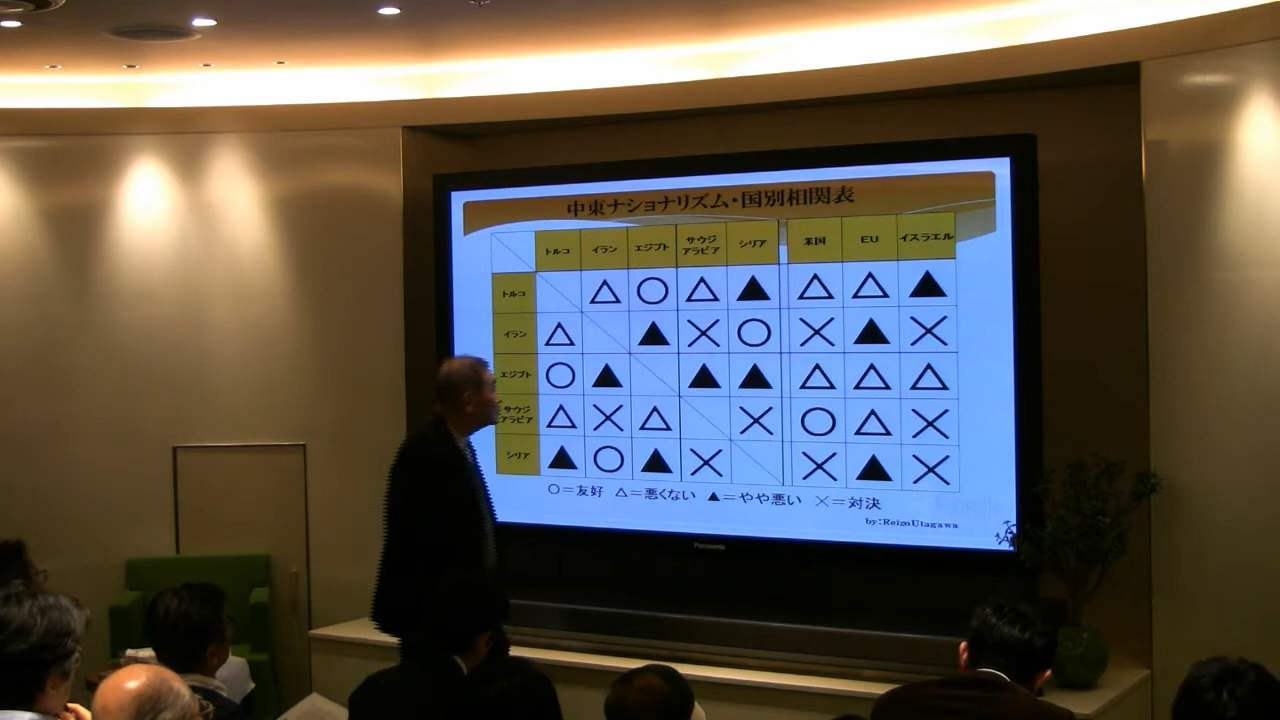 中東ナショナリズム・国別相関表
トルコ イラン エジプト サウジアラビア シリア 米国 EU イスラエル
トルコ △ ○ △ ▲ △ △ ▲
イラン △ ▲ × ○ × ▲ ×
エジプト ○ ▲ ▲ ▲ △ △ △
サウジアラビア △ × △ × ○ △ ×
シリア ▲ ○ ▲ × × ▲ ×
○=友好 △=悪くない ▲=やや悪い ×=対決
by:Reizo Utagawa
Panasonic